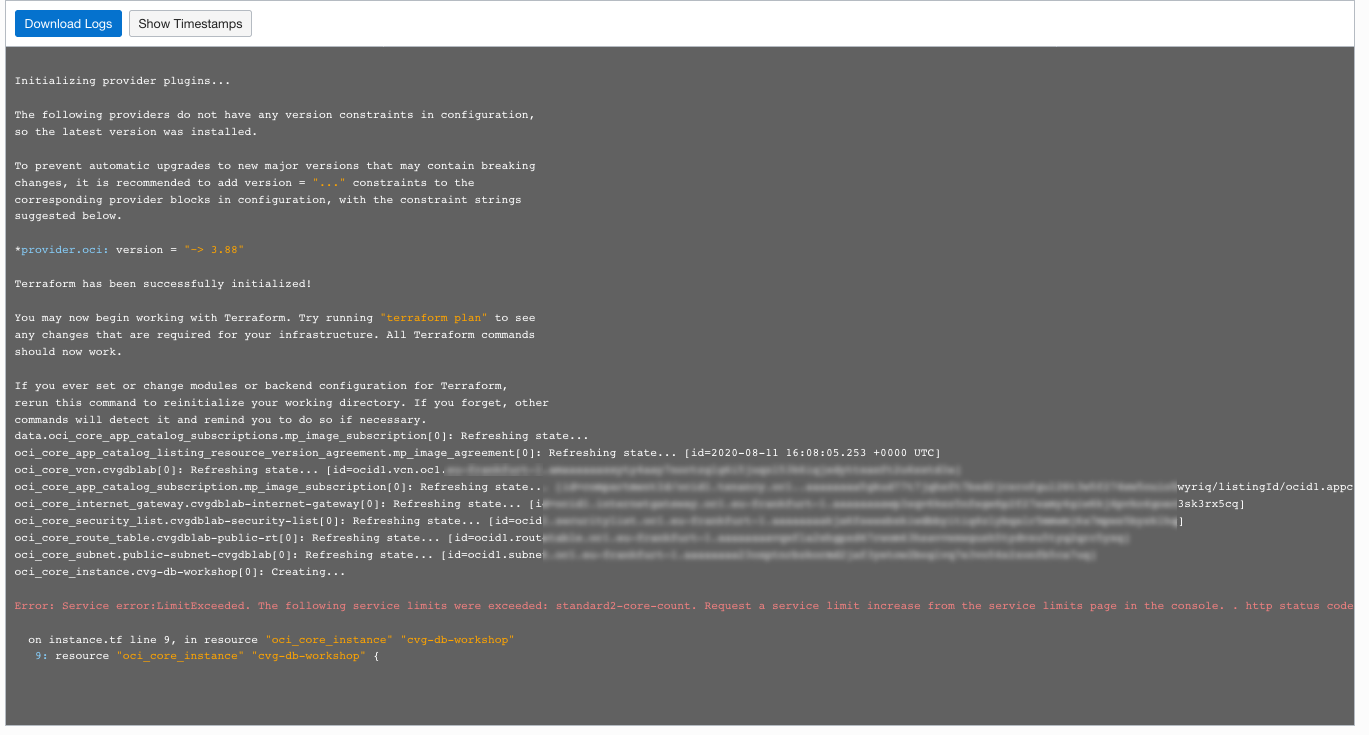 Download Logs Show Timestamps
Initializing provider plugins...
The following providers do not have any version constraints in configuration,
so the latest version was installed.
To prevent automatic upgrades to new major versions that may contain breaking
changes, it is recommended to add version = "..." constraints to the
corresponding provider blocks in configuration, with the constraint strings
suggested below.
*provider.oci: version = "~> 3.88"
Terraform has been successfully initialized!
You may now begin working with Terraform. Try running "terraform plan" to see
any changes that are required for your infrastructure. All Terraform commands
should now work.
If you ever set or change modules or backend configuration for Terraform,
rerun this command to reinitialize your working directory. If you forget, other
commands will detect it and remind you to do so if necessary.
data.oci_core_app_catalog_subscriptions.mp_image_subscription[0]: Refreshing state...
oci_core_app_catalog_listing_resource_version_agreement.mp_image_agreement[0]: Refreshing state... [id=2020-08-11 16:08:05.253 +0000 UTC]
oci_core_vcn.cvgdblab[0]: Refreshing state... [id=ocid1.vcn.oc1.
oci_core_app_catalog_subscription.mp_image_subscription[0]: Refreshing state... wyriq/listingId/ocid1.appc
oci_core_internet_gateway.cvgdblab[0]: Refreshing state... [id 3sk3rx5cq]
oci_core_security_list.cvgdblab-security-list[0]: Refreshing state... [id=ocid ]
oci_core_route_table.cvgdblab-public-rt[0]: Refreshing state... [id=ocid1.rout
oci_core_subnet.public-subnet-cvgdblab[0]: Refreshing state... [id=ocid1.subne
oci_core_instance.cvg-db-workshop[0]: Creating...
Error: Service error:LimitExceeded. The following service limits were exceeded: standard2-core-count. Request a service limit increase from the service limits page in the console. . http status code
on instance.tf line 9, in resource "oci_core_instance" "cvg-db-workshop"
9: resource "oci_core_instance" "cvg-db-workshop" {